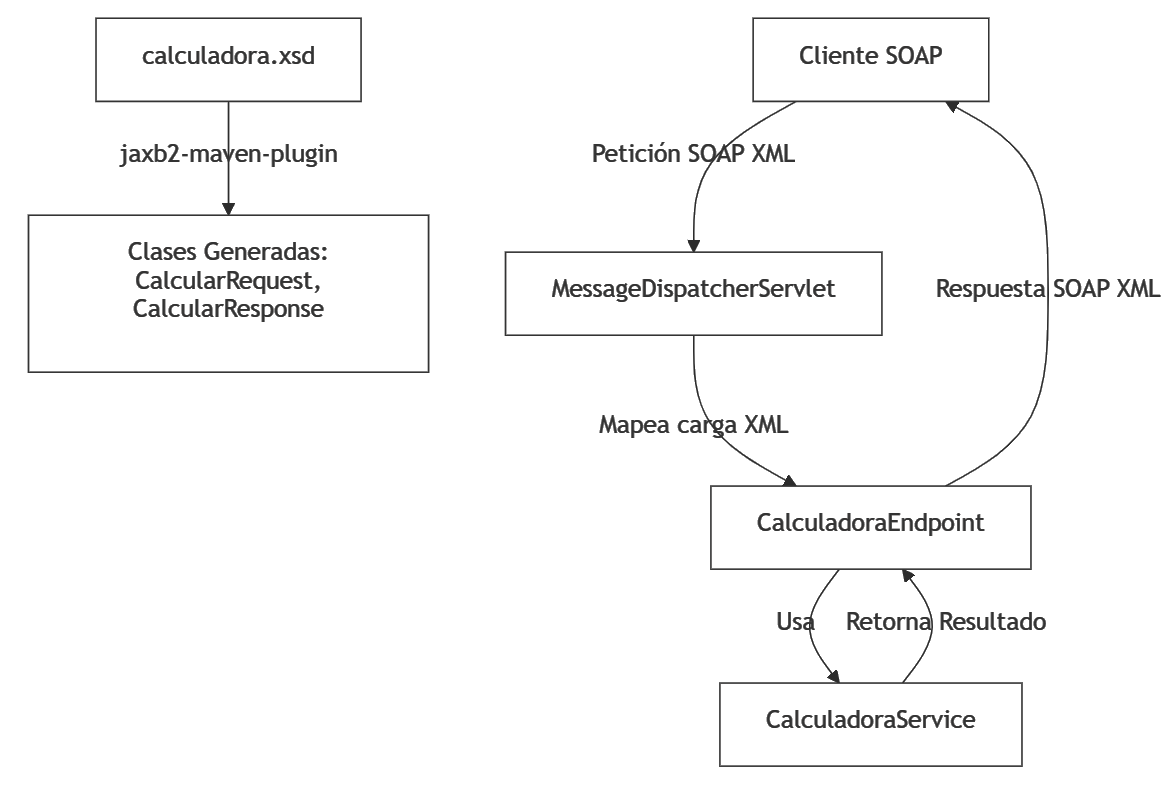 calculadora.xsd
jaxb2-maven-plugin
Clases Generadas:
CalcularRequest,
CalcularResponse
Cliente SOAP
Petición SOAP XML
MessageDispatcherServlet
Respuesta SOAP XML
Mapea carga XML
CalculadoraEndpoint
Usa
Retorna Resultado
CalculadoraService